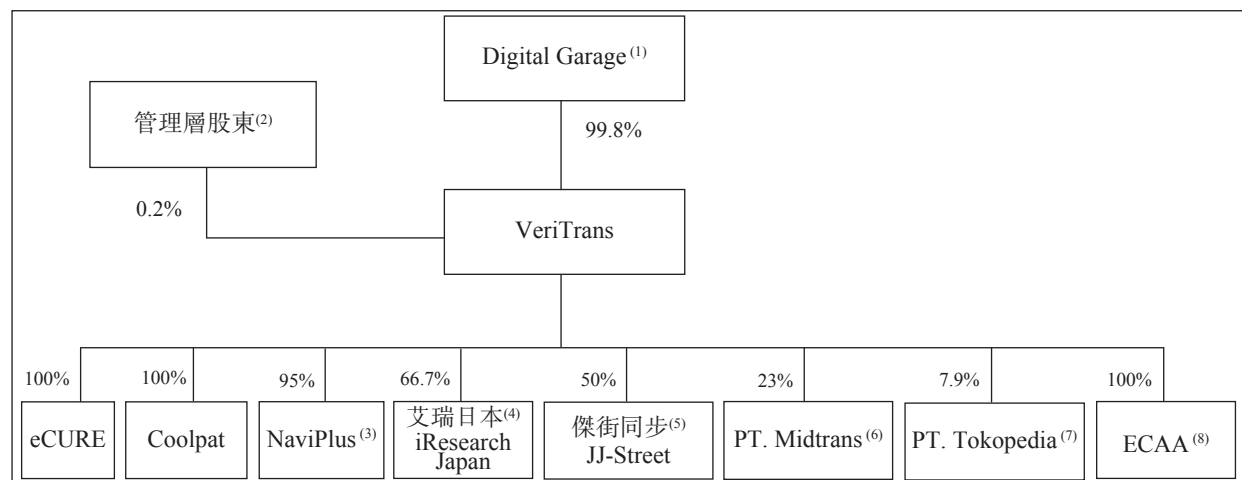 Digital Garage (1)
管理層股東(2)
99.8%
0.2%
VeriTrans
100%
100%
95%
66.7%
50%
23%
7.9%
100%
eCURE
Coolpat
NaviPlus (3)
艾瑞日本(4)
iResearch
Japan
傑街同步(5)
JJ-Street
PT. Midtrans (6)
PT. Tokopedia (7)
ECAA (8)